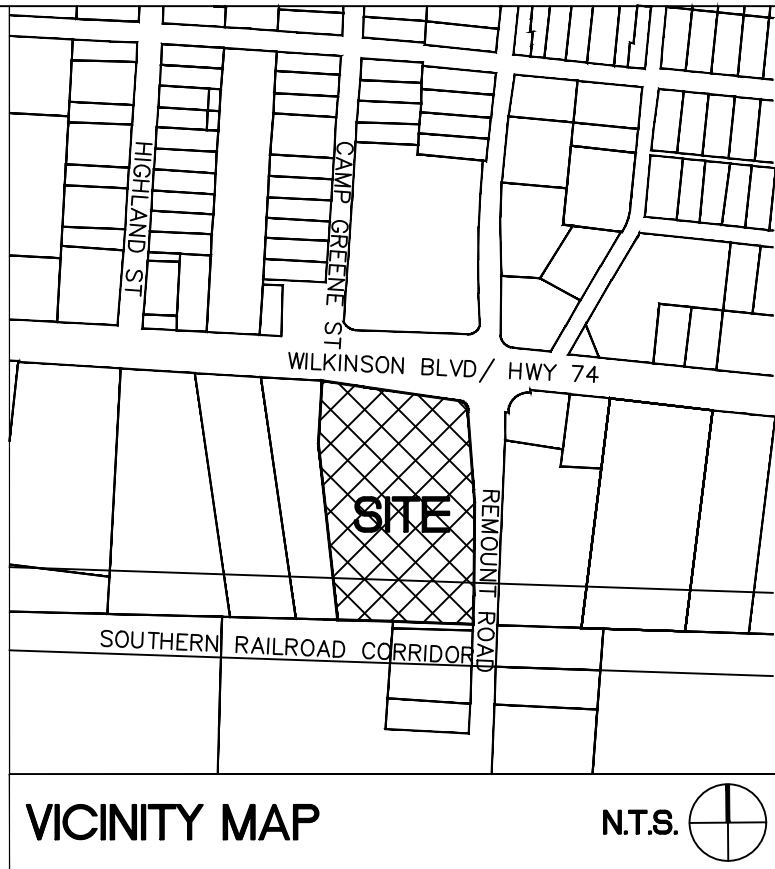 HIGHLAND ST
CAMP GREENE ST
WILKINSON BLVD/ HWY 74
SITE
REMOUNT ROAD
SOUTHERN RAILROAD CORRIDOR
VICINITY MAP
N.T.S.